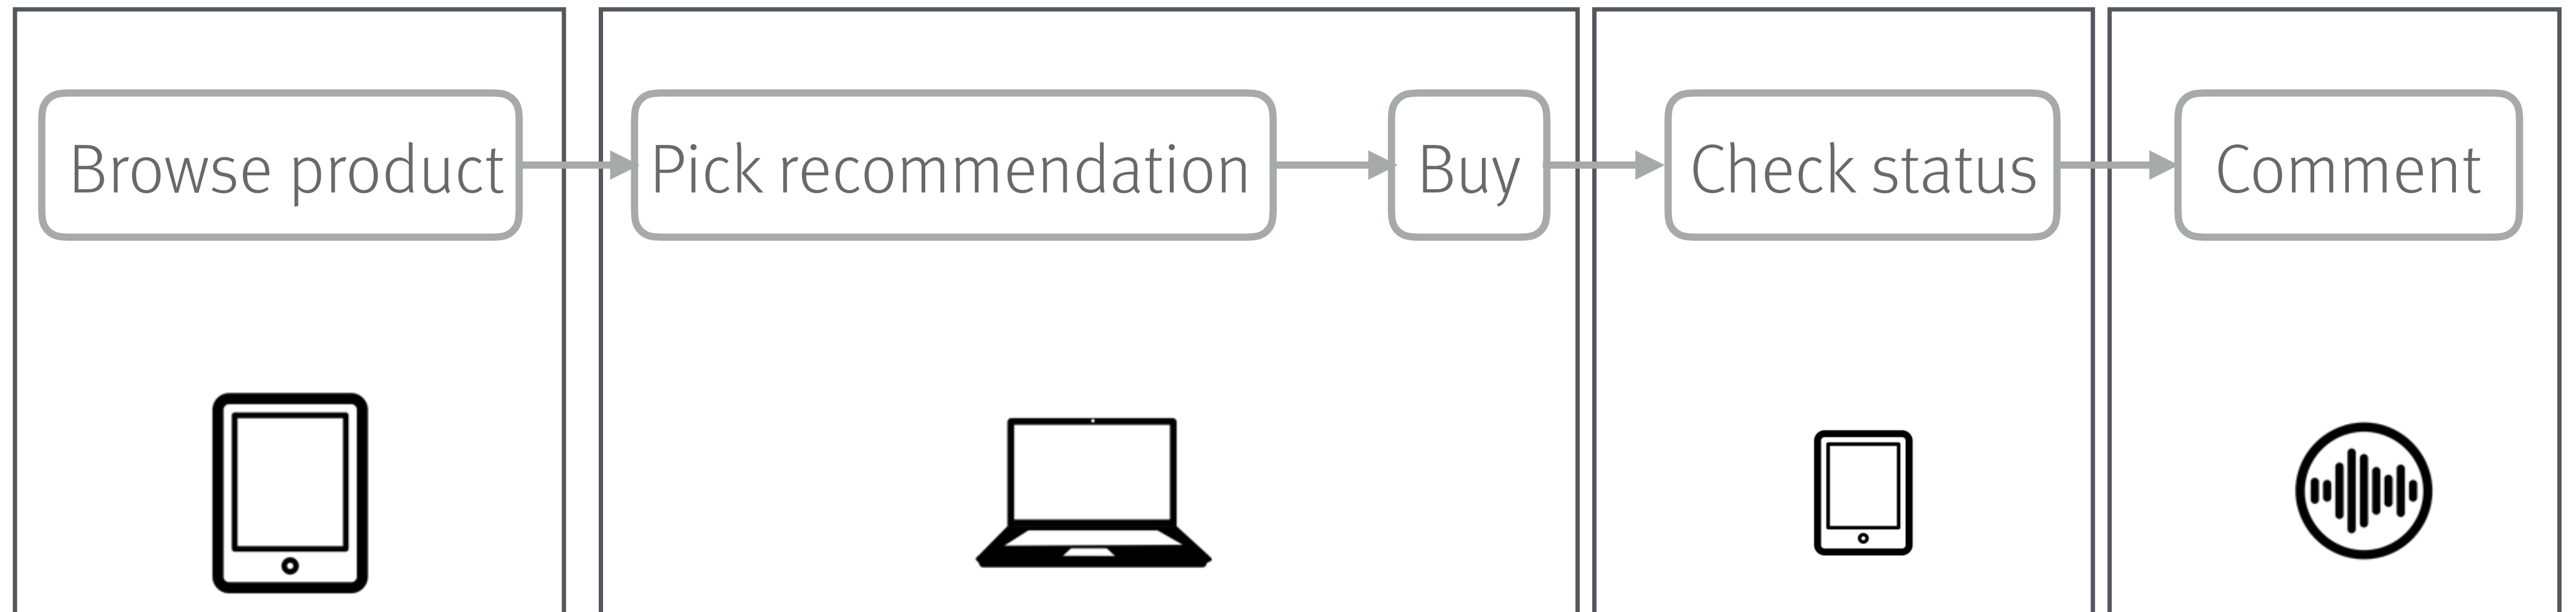 Browse product
Pick recommendation
Buy
Check status
Comment